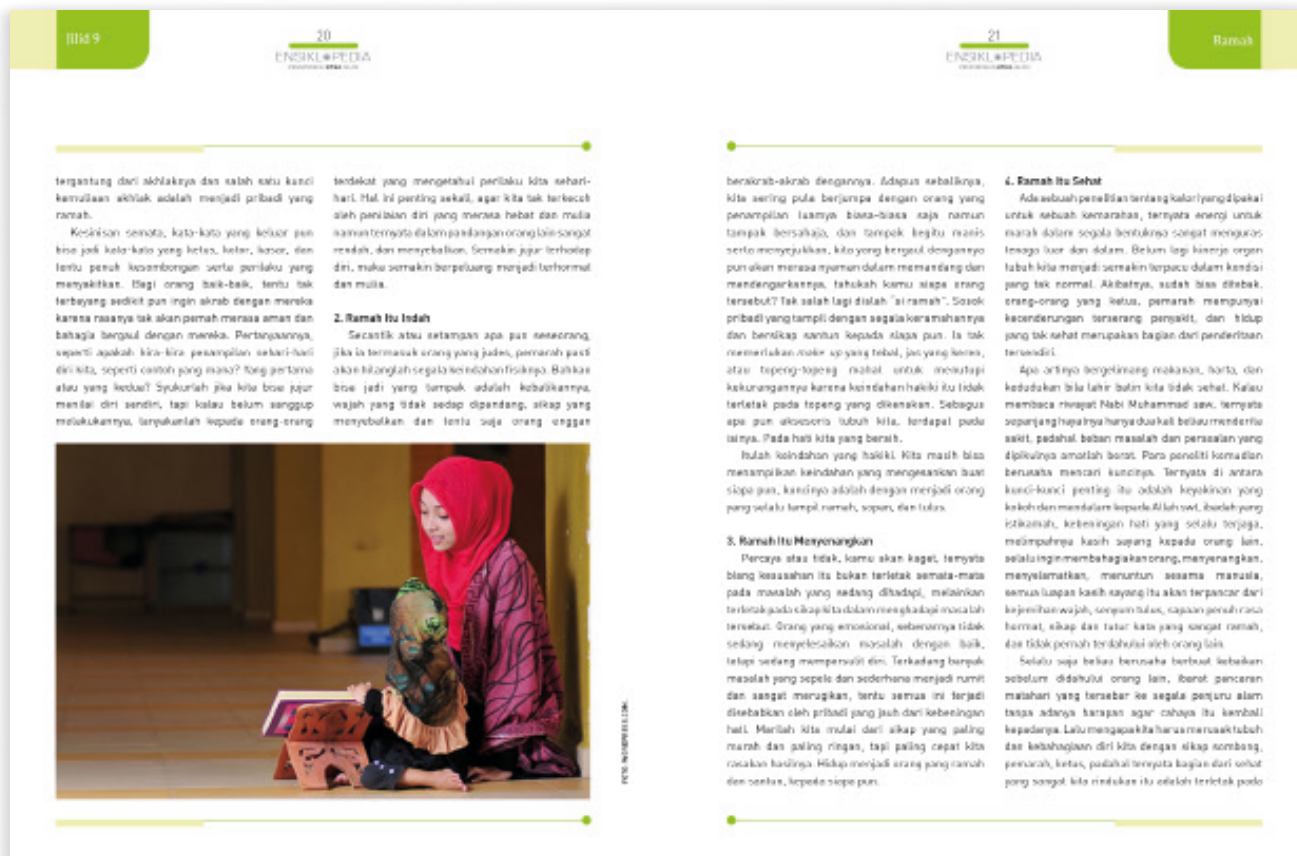 Jilid 9
20
ENSIKLOPEDIA
tergantung dari akhlaknya dan salah satu kunci
kemuliaan akhlak adalah menjadi pribadi yang
ramah.
Kesinisan semata, kata-kata yang keluar pun
bisa jadi kata-kata yang ketus, kotor, kasar, dan
tentu penuh kesombongan serta perilaku yang
menyakitkan. Bagi orang baik-baik, tentu tak
terbayang sedikit pun ingin akrab dengan mereka
karena rasanya tak akan pernah merasa aman dan
bahagia bergaul dengan mereka. Pertanyaannya,
seperti apakah kira-kira penampilan sehari-hari
diri kita, seperti contoh yang mana? Yang pertama
atau yang kedua? Syukurlah jika kita bisa jujur
menilai diri sendiri, tapi kalau belum sanggup
melakukannya, tanyakanlah kepada orang-orang
terdekat yang mengetahui perilaku kita sehari-
hari. Hal ini penting sekali, agar kita tak terkecoh
oleh penilaian diri yang merasa hebat dan mulia
namun ternyata dalam pandangan orang lain sangat
rendah, dan menyebalkan. Semakin jujur terhadap
diri, maka semakin berpeluang menjadi terhormat
dan mulia.
2. Ramah Itu Indah
Secantik atau setampan apa pun seseorang,
jika ia termasuk orang yang judes, pemarah pasti
akan hilanglah segala keindahan fisiknya. Bahkan
bisa jadi yang tampak adalah kebalikannya,
wajah yang tidak sedap dipandang, sikap yang
menyebalkan dan tentu saja orang enggan
21
ENSIKLOPEDIA
Ramah
berakrab-akrab dengannya. Adapun sebaliknya,
kita sering pula berjumpa dengan orang yang
penampilan luarnya biasa-biasa saja namun
tampak bersahaja, dan tampak begitu manis
serta menyejukkan, kita yang bergaul dengannya
pun akan merasa nyaman dalam memandang dan
mendengarkannya, tahukah kamu siapa orang
tersebut? Tak salah lagi dialah "si ramah". Sosok
pribadi yang tampil dengan segala keramahannya
dan bersikap santun kepada siapa pun. Ia tak
memerlukan make up yang tebal, jas yang keren,
atau topeng-topeng mahal untuk menutupi
kekurangannya karena keindahan hakiki itu tidak
terletak pada topeng yang dikenakan. Sebagus
apa pun aksesoris tubuh kita, terdapat pada
isinya. Pada hati kita yang bersih.
Itulah keindahan yang hakiki. Kita masih bisa
menampilkan keindahan yang mengesankan buat
siapa pun, kuncinya adalah dengan menjadi orang
yang selalu tampil ramah, sopan, dan tulus.
3. Ramah Itu Menyenangkan
Percaya atau tidak, kamu akan kaget, ternyata
biang kesusahan itu bukan terletak semata-mata
pada masalah yang sedang dihadapi, melainkan
terletak pada sikap kita dalam menghadapi masalah
tersebut. Orang yang emosional, sebenarnya tidak
sedang menyelesaikan masalah dengan baik,
tetapi sedang mempersulit diri. Terkadang banyak
masalah yang sepele dan sederhana menjadi rumit
dan sangat merugikan, tentu semua ini terjadi
disebabkan oleh pribadi yang jauh dari kebeningan
hati. Marilah kita mulai dari sikap yang paling
murah dan paling ringan, tapi paling cepat kita
rasakan hasilnya. Hidup menjadi orang yang ramah
dan santun, kepada siapa pun.
4. Ramah Itu Sehat
Ada sebuah penelitian tentang kalori yang dipakai
untuk sebuah kemarahan, ternyata energi untuk
marah dalam segala bentuknya sangat menguras
tenaga luar dan dalam. Belum lagi kinerja organ
tubuh kita menjadi semakin terpacu dalam kondisi
yang tak normal. Akibatnya, sudah bisa ditebak,
orang-orang yang ketus, pemarah mempunyai
kecenderungan terserang penyakit, dan hidup
yang tak sehat merupakan bagian dari penderitaan
tersendiri.
Apa artinya bergelimang makanan, harta, dan
kedudukan bila lahir batin kita tidak sehat. Kalau
membaca riwayat Nabi Muhammad saw. ternyata
sepanjang hayatnya hanya dua kali beliau menderita
sakit, padahal beban masalah dan persoalan yang
dipikulnya amatlah berat. Para peneliti kemudian
berusaha mencari kuncinya. Ternyata di antara
kunci-kunci penting itu adalah keyakinan yang
kokoh dan mendalam kepada Allah swt, ibadah yang
istikamah, kebeningan hati yang selalu terjaga,
melimpahnya kasih sayang kepada orang lain,
selalu ingin membahagiakan orang, menyenangkan,
menyelamatkan, menuntun sesama manusia,
semua luapan kasih sayang itu akan terpancar dari
kejernihan wajah, senyum tulus, sapaan penuh rasa
hormat, sikap dan tutur kata yang sangat ramah,
dan tidak pernah terdahului oleh orang lain.
Selalu saja beliau berusaha berbuat kebaikan
sebelum didahului orang lain, ibarat pancaran
matahari yang tersebar ke segala penjuru alam
tanpa adanya harapan agar cahaya itu kembali
kepadanya. Lalu mengapa kita harus merusak tubuh
dan kebahagiaan diri kita dengan sikap sombong,
pemarah, ketus, padahal ternyata bagian dari sehat
yang sangat kita rindukan itu adalah terletak pada